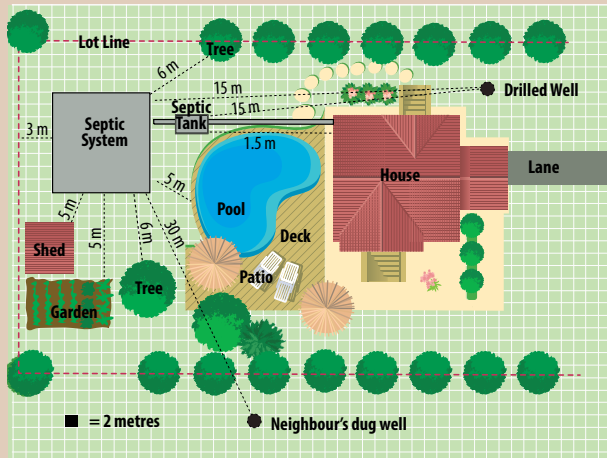 Lot Line
Tree
6 m
15 m
Drilled Well
Septic
Tank
15 m
3 m
Septic
System
1.5 m
House
Lane
5 m
Pool
5 m
5 m
6 m
30 m
Deck
Shed
Patio
Tree
Garden
= 2 metres
Neighbour's dug well